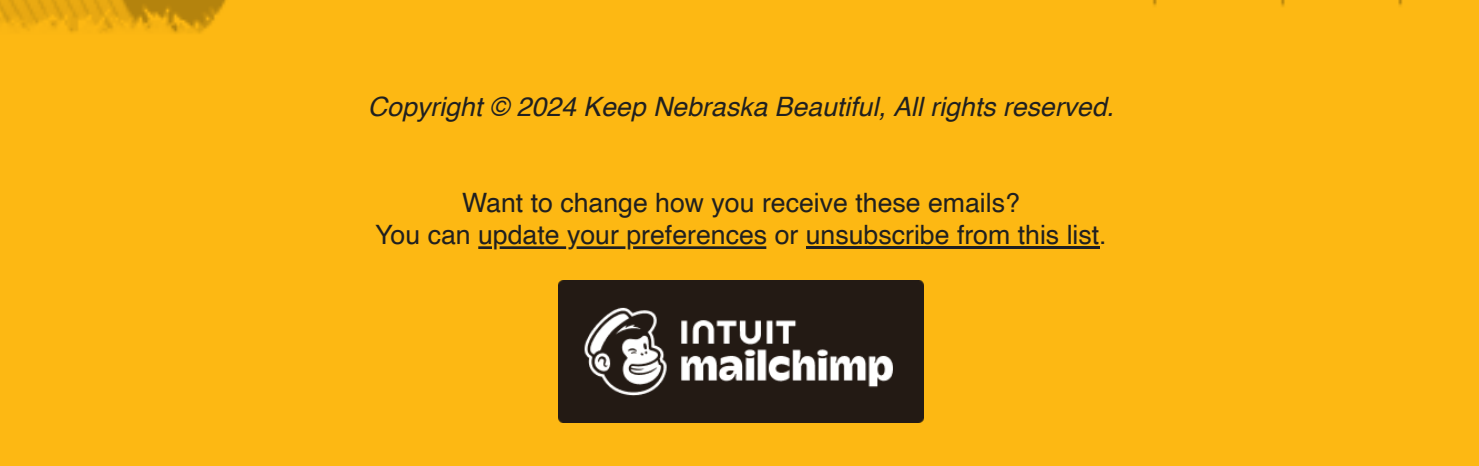 Copyright © 2024 Keep Nebraska Beautiful, All rights reserved.
Want to change how you receive these emails?
You can update your preferences or unsubscribe from this list.
INTUIT
mailchimp